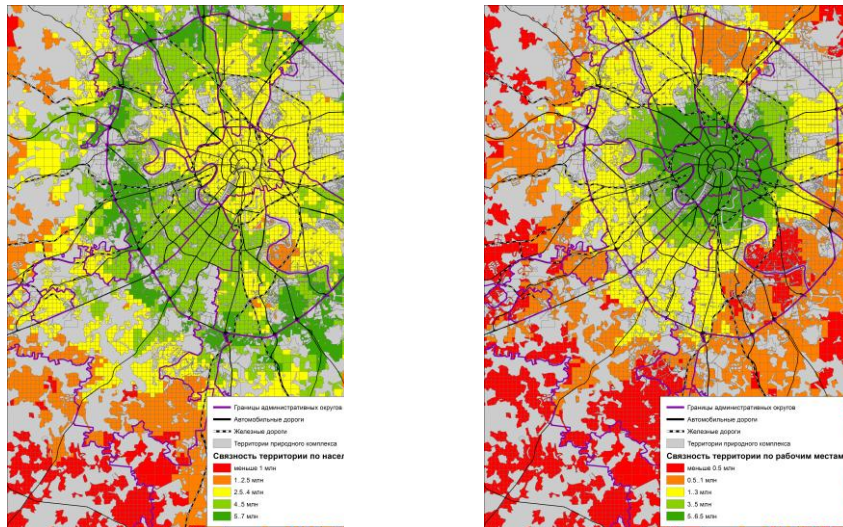 Границы административных округов
Автомобильные дороги
Железные дороги
Территории природного комплекса
Связность территории по насел
меньше 1 млн
1..2.5 млн
2.5..4 млн
4..5 млн
5..7 млн
Границы административных округов
Автомобильные дороги
Железные дороги
Территории природного комплекса
Связность территории по рабочим местам
меньше 0.5 млн
0.5..1 млн
1..3 млн
3..5 млн
5..6.5 млн